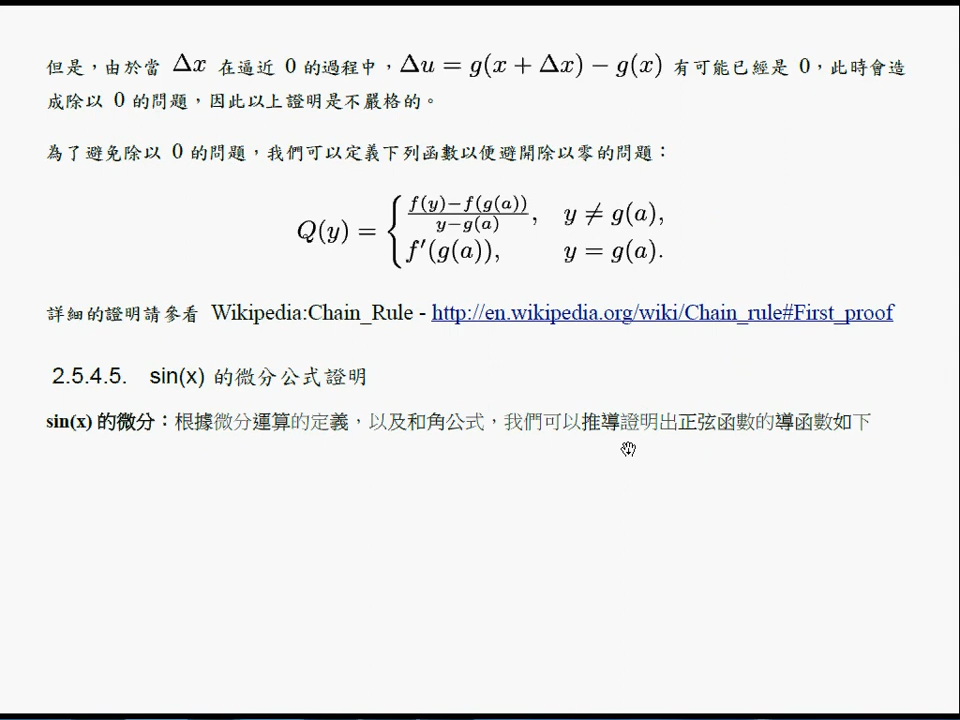 但是，由於當 Δx 在逼近 0 的過程中，Δu = g(x + Δx) − g(x) 有可能已經是 0，此時會造
成除以 0 的問題，因此以上證明是不嚴格的。
為了避免除以 0 的問題，我們可以定義下列函數以便避開除以零的問題：
Q(y) = { f(y)−f(g(a)) / y−g(a) , y ≠ g(a),
f′(g(a)), y = g(a).
詳細的證明請參看 Wikipedia:Chain_Rule - http://en.wikipedia.org/wiki/Chain_rule#First_proof
2.5.4.5. sin(x) 的微分公式證明
sin(x) 的微分：根據微分運算的定義，以及和角公式，我們可以推導證明出正弦函數的導函數如下